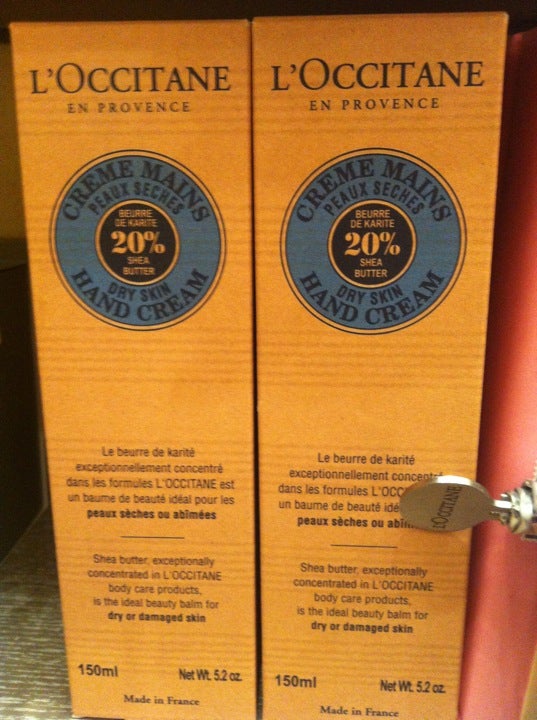 L'OCCITANE
EN PROVENCE
CREME MAINS
PEAUX SECHES
BEURRE
DE KARITE
20%
SHEA
BUTTER
DRY SKIN
HAND CREAM
Le beurre de karité
exceptionnellement concentré
dans les formules L'OCCITANE est
un baume de beauté idéal pour les
peaux sèches ou abîmées
Shea butter, exceptionally
concentrated in L'OCCITANE
body care products,
is the ideal beauty balm for
dry or damaged skin
150ml Net Wt. 5.2 oz.
Made in France
L'OCCITANE
EN PROVENCE
CREME MAINS
PEAUX SECHES
BEURRE
DE KARITE
20%
SHEA
BUTTER
DRY SKIN
HAND CREAM
Le beurre de karité
exceptionnellement concentré
dans les formules L'OCC
un baume de beauté idé
peaux sèches ou abîm
Shea butter, exceptionally
concentrated in L'OCCITANE
body care products,
is the ideal beauty balm for
dry or damaged skin
150ml Net Wt. 5.2 oz.
Made in France
L'OCCITANE